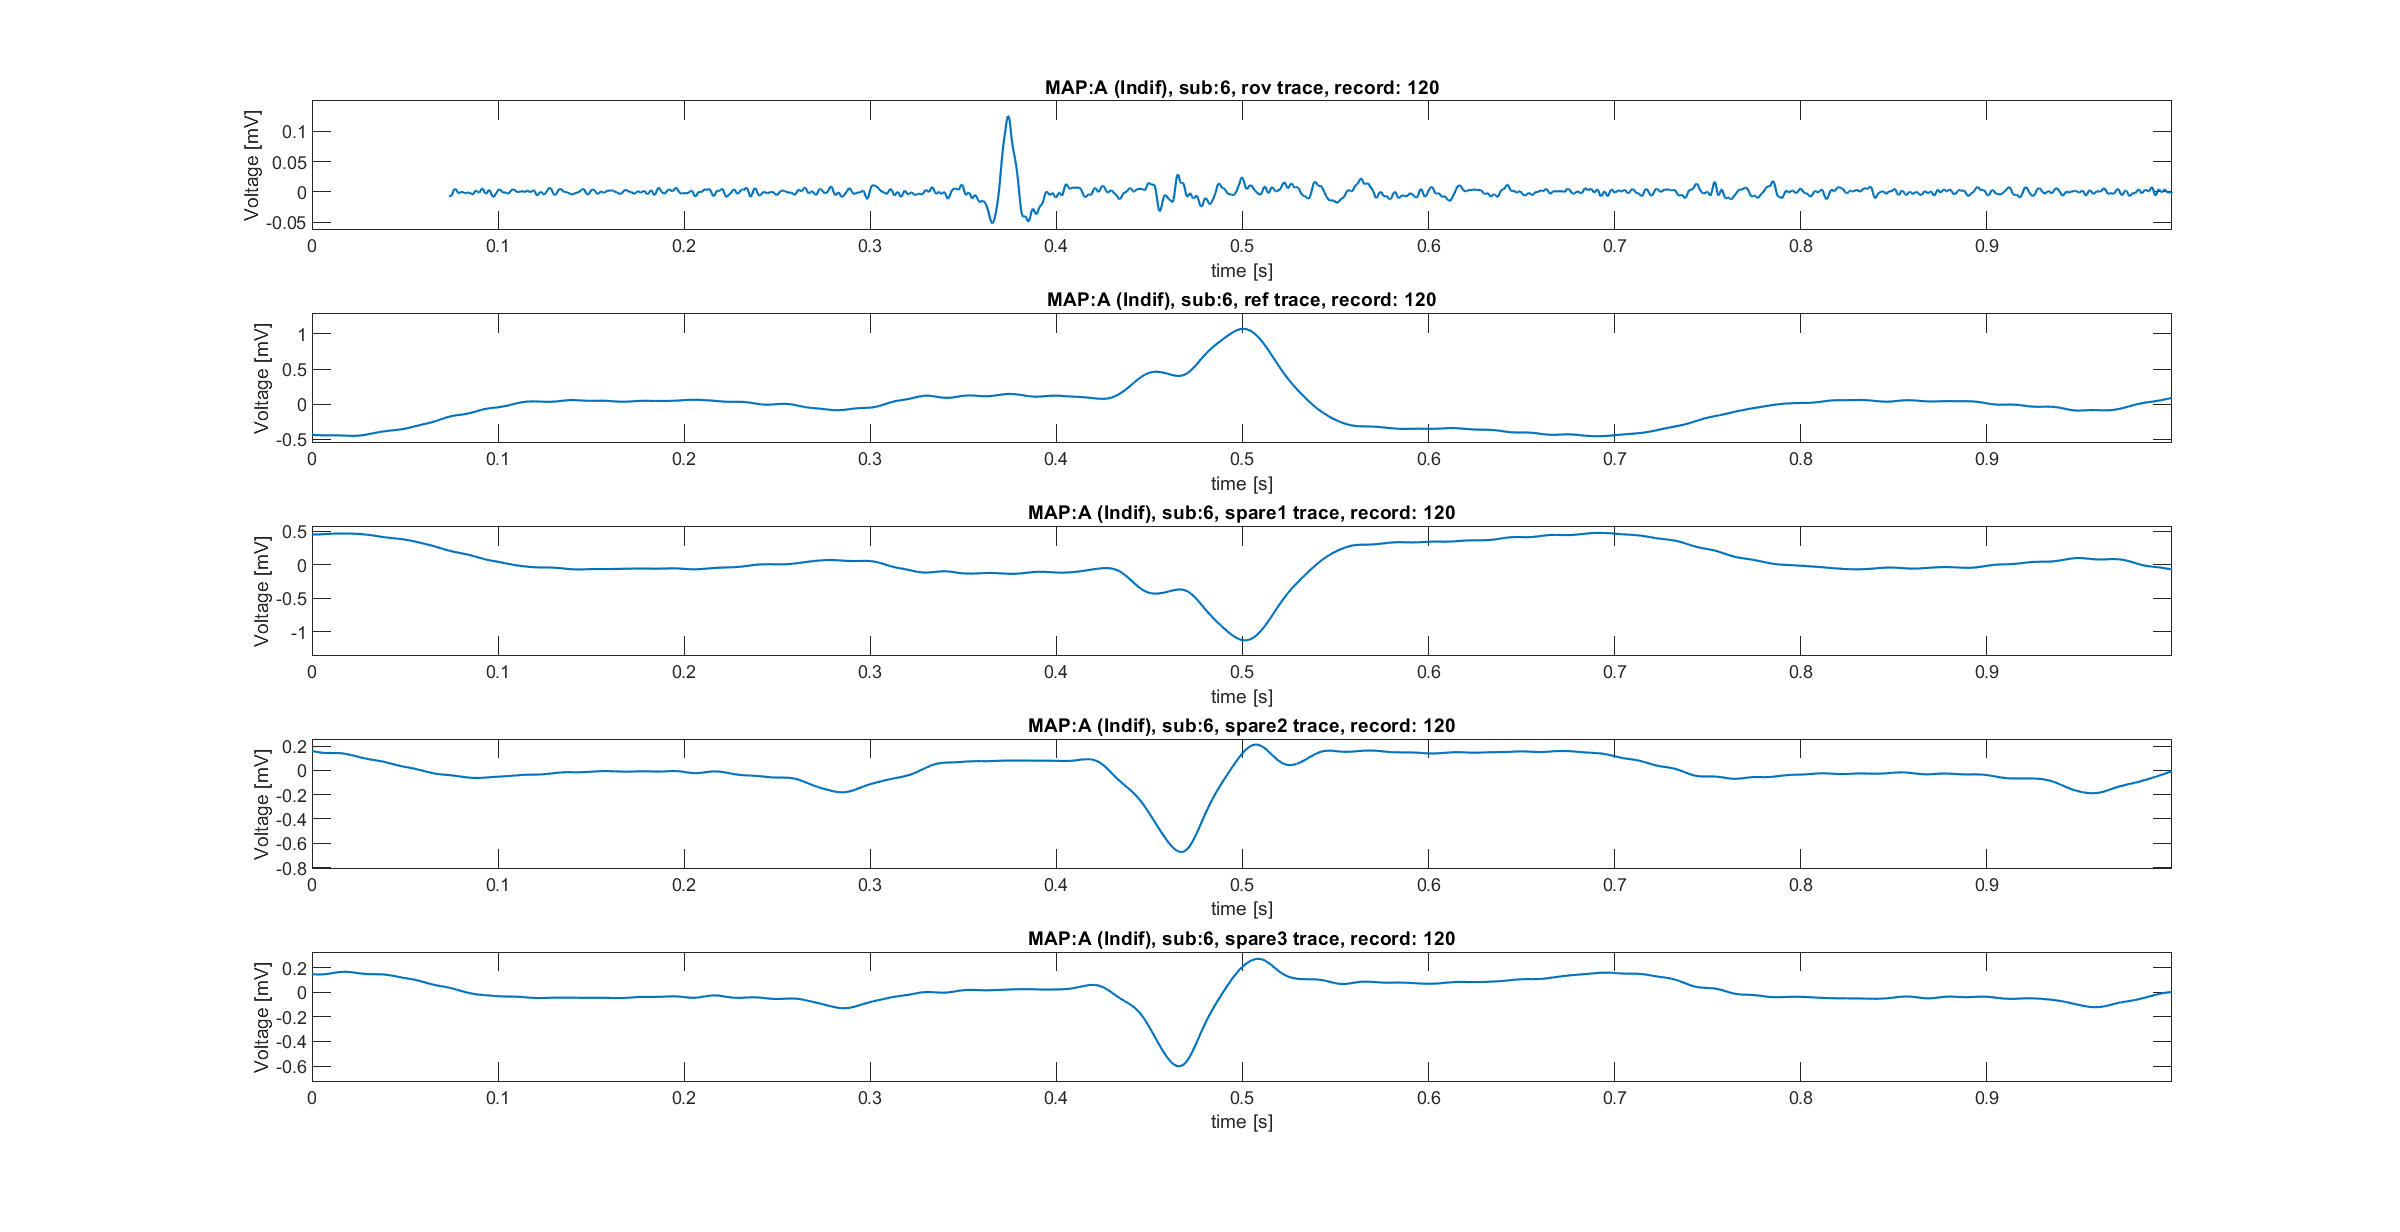 MAP:A (Indif), sub:6, rov trace, record: 120
Voltage [mV]
0.1
0.05
0
-0.05
0 0.1 0.2 0.3 0.4 0.5 0.6 0.7 0.8 0.9
time [s]
MAP:A (Indif), sub:6, ref trace, record: 120
Voltage [mV]
1
0.5
0
-0.5
0 0.1 0.2 0.3 0.4 0.5 0.6 0.7 0.8 0.9
time [s]
MAP:A (Indif), sub:6, spare1 trace, record: 120
Voltage [mV]
0.5
0
-0.5
-1
0 0.1 0.2 0.3 0.4 0.5 0.6 0.7 0.8 0.9
time [s]
MAP:A (Indif), sub:6, spare2 trace, record: 120
Voltage [mV]
0.2
0
-0.2
-0.4
-0.6
-0.8
0 0.1 0.2 0.3 0.4 0.5 0.6 0.7 0.8 0.9
time [s]
MAP:A (Indif), sub:6, spare3 trace, record: 120
Voltage [mV]
0.2
0
-0.2
-0.4
-0.6
0 0.1 0.2 0.3 0.4 0.5 0.6 0.7 0.8 0.9
time [s]